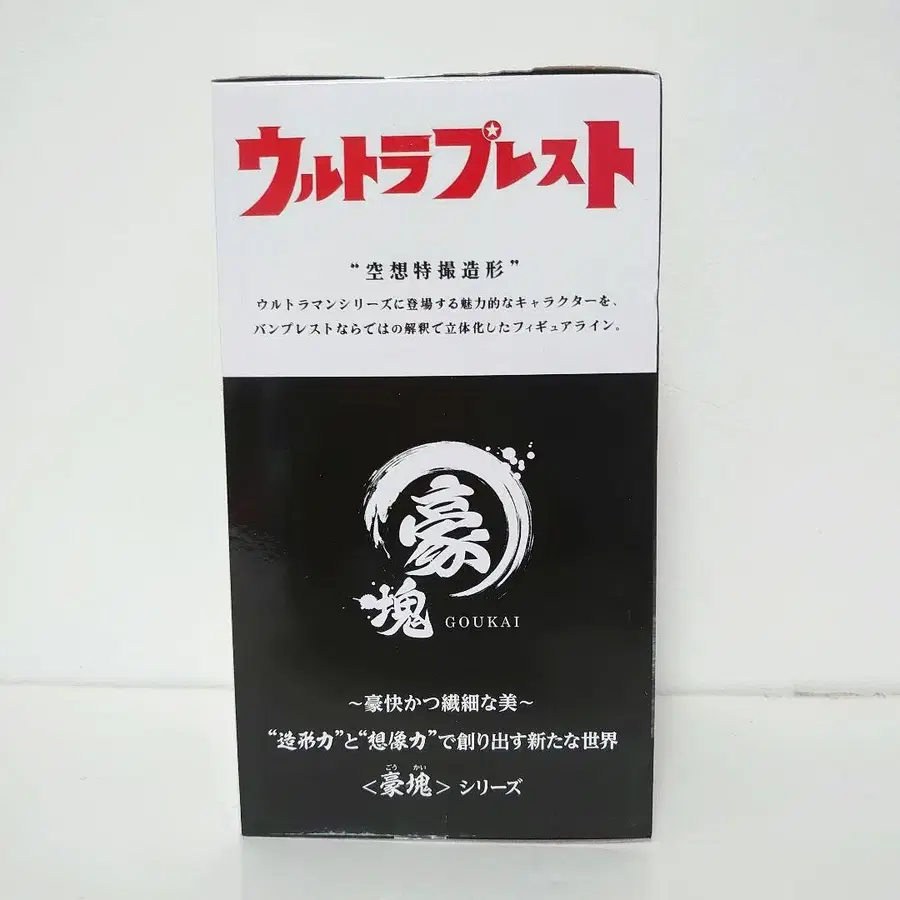 ウルトラプレスト
“空想特撮造形”
ウルトラマンシリーズに登場する魅力的なキャラクターを、
バンプレストならではの解釈で立体化したフィギュアライン。
豪
塊 GOUKAI
～豪快かつ繊細な美～
“造形力”と“想像力”で創り出す新たな世界
ごう かい
＜豪塊＞シリーズ